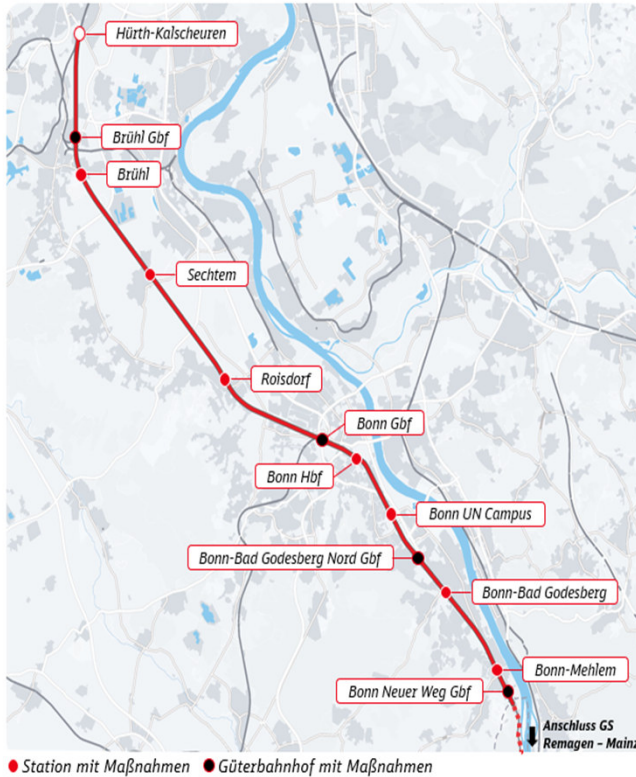 Hürth-Kalscheuren
Brühl Gbf
Brühl
Sechtem
Roisdorf
Bonn Gbf
Bonn Hbf
Bonn UN Campus
Bonn-Bad Godesberg Nord Gbf
Bonn-Bad Godesberg
Bonn-Mehlem
Bonn Neuer Weg Gbf
Anschluss GS
Remagen – Mainz
Station mit Maßnahmen Güterbahnhof mit Maßnahmen